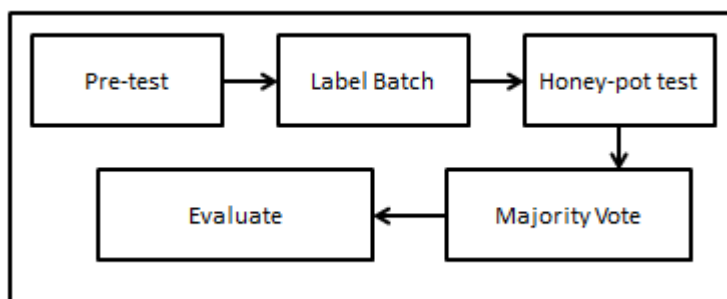 Pre-test
Label Batch
Honey-pot test
Majority Vote
Evaluate